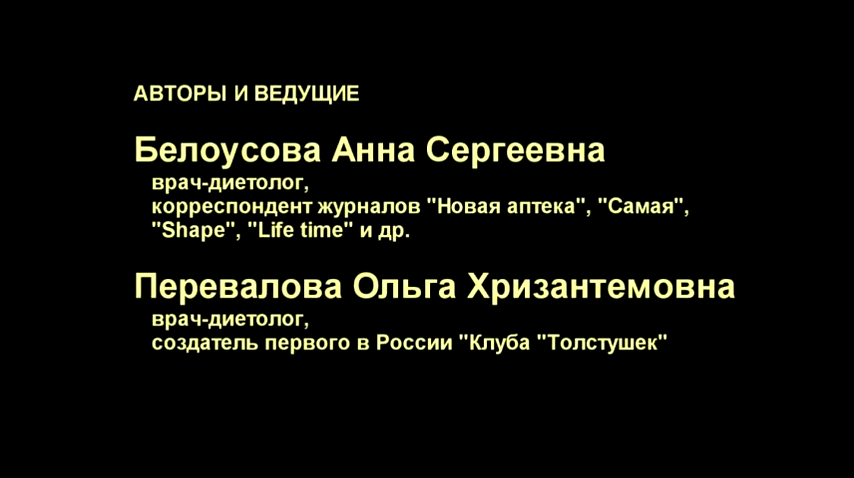 АВТОРЫ И ВЕДУЩИЕ
Белоусова Анна Сергеевна
врач-диетолог,
корреспондент журналов "Новая аптека", "Самая",
"Shape", "Life time" и др.
Перевалова Ольга Хризантемовна
врач-диетолог,
создатель первого в России "Клуба "Толстушек"